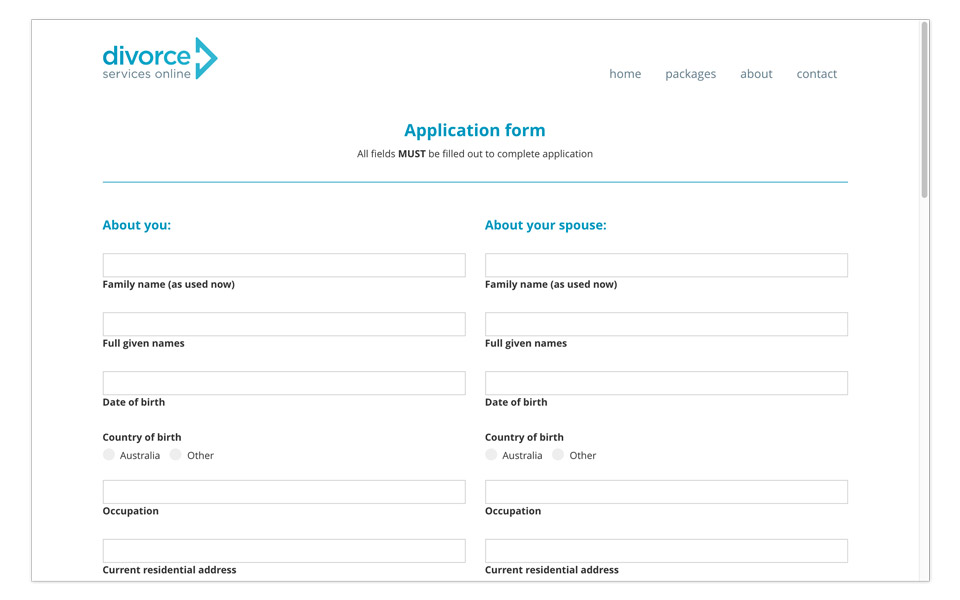 divorce
services online
home packages about contact
Application form
All fields MUST be filled out to complete application
About you:
Family name (as used now)
Full given names
Date of birth
Country of birth
Australia Other
Occupation
Current residential address
About your spouse:
Family name (as used now)
Full given names
Date of birth
Country of birth
Australia Other
Occupation
Current residential address